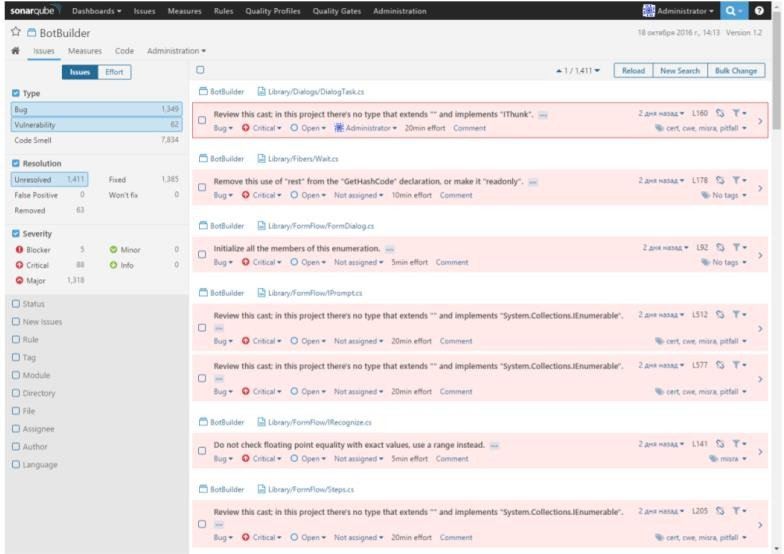 sonarqube Dashboards Issues Measures Rules Quality Profiles Quality Gates Administration Administrator ?
BotBuilder 18 октября 2016 г., 14:13 Version 1.2
Issues Measures Code Administration
Issues Effort
Type
Bug 1,349
Vulnerability 62
Code Smell 7,834
Resolution
Unresolved 1,411 Fixed 1,385
False Positive 0 Won't fix 0
Removed 63
Severity
Blocker 5 Minor 0
Critical 88 Info 0
Major 1,318
Status
New Issues
Rule
Tag
Module
Directory
File
Assignee
Author
Language
1 / 1,411 Reload New Search Bulk Change
BotBuilder Library/Dialogs/DialogTask.cs
Review this cast; in this project there's no type that extends "" and implements "IThunk". ... 2 дня назад L160
Bug Critical Open Administrator 20min effort Comment cert, cwe, misra, pitfall
BotBuilder Library/Fibers/Wait.cs
Remove this use of "rest" from the "GetHashCode" declaration, or make it "readonly". ... 2 дня назад L178
Bug Critical Open Not assigned 10min effort Comment No tags
BotBuilder Library/FormFlow/FormDialog.cs
Initialize all the members of this enumeration. ... 2 дня назад L92
Bug Critical Open Not assigned 5min effort Comment No tags
BotBuilder Library/FormFlow/IPrompt.cs
Review this cast; in this project there's no type that extends "" and implements "System.Collections.IEnumerable". 2 дня назад L512
...
Bug Critical Open Not assigned 20min effort Comment cert, cwe, misra, pitfall
Review this cast; in this project there's no type that extends "" and implements "System.Collections.IEnumerable". 2 дня назад L577
...
Bug Critical Open Not assigned 20min effort Comment cert, cwe, misra, pitfall
BotBuilder Library/FormFlow/IRecognize.cs
Do not check floating point equality with exact values, use a range instead. ... 2 дня назад L141
Bug Critical Open Not assigned 5min effort Comment misra
BotBuilder Library/FormFlow/Steps.cs
Review this cast; in this project there's no type that extends "" and implements "System.Collections.IEnumerable". 2 дня назад L205
...
Bug Critical Open Not assigned 20min effort Comment cert, cwe, misra, pitfall